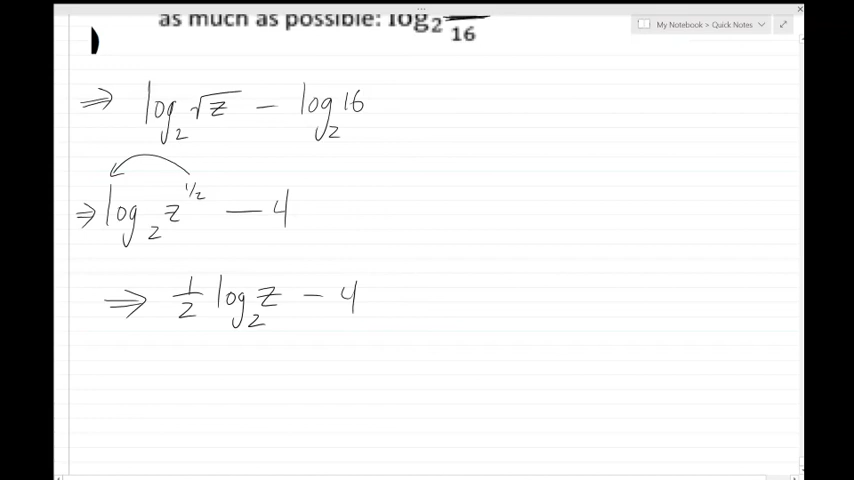 as much as possible: log₂ —/16
My Notebook > Quick Notes
⇒ log₂ √z − log₂ 16
⇒ log₂ z^1/2 — 4
⇒ 1/2 log₂ z − 4